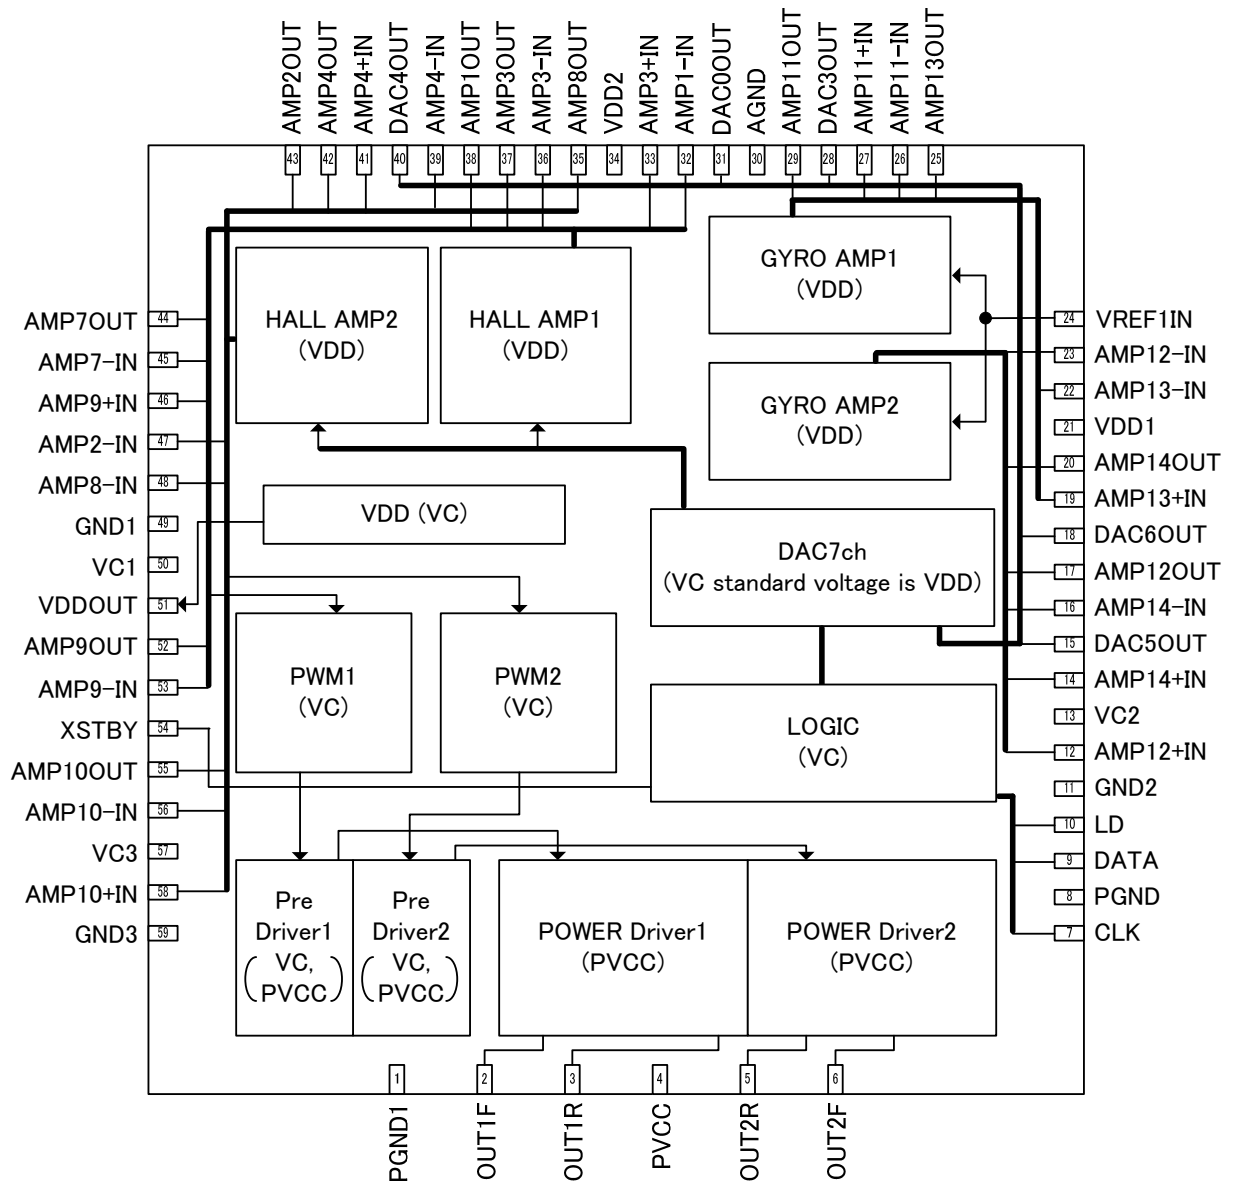 AMP2OUT
AMP4OUT
AMP4+IN
DAC4OUT
AMP4-IN
AMP1OUT
AMP3OUT
AMP3-IN
AMP8OUT
VDD2
AMP3+IN
AMP1-IN
DAC0OUT
AGND
AMP11OUT
DAC3OUT
AMP11+IN
AMP11-IN
AMP13OUT
43
42
41
40
39
38
37
36
35
34
33
32
31
30
29
28
27
26
25
AMP7OUT 44
AMP7-IN 45
AMP9+IN 46
AMP2-IN 47
AMP8-IN 48
GND1 49
VC1 50
VDDOUT 51
AMP9OUT 52
AMP9-IN 53
XSTBY 54
AMP10OUT 55
AMP10-IN 56
VC3 57
AMP10+IN 58
GND3 59
HALL AMP2
(VDD)
HALL AMP1
(VDD)
GYRO AMP1
(VDD)
GYRO AMP2
(VDD)
VDD (VC)
DAC7ch
(VC standard voltage is VDD)
PWM1
(VC)
PWM2
(VC)
LOGIC
(VC)
Pre
Driver1
(VC,
PVCC)
Pre
Driver2
(VC,
PVCC)
POWER Driver1
(PVCC)
POWER Driver2
(PVCC)
24 VREF1IN
23 AMP12-IN
22 AMP13-IN
21 VDD1
20 AMP14OUT
19 AMP13+IN
18 DAC6OUT
17 AMP12OUT
16 AMP14-IN
15 DAC5OUT
14 AMP14+IN
13 VC2
12 AMP12+IN
11 GND2
10 LD
9 DATA
8 PGND
7 CLK
1
2
3
4
5
6
PGND1
OUT1F
OUT1R
PVCC
OUT2R
OUT2F